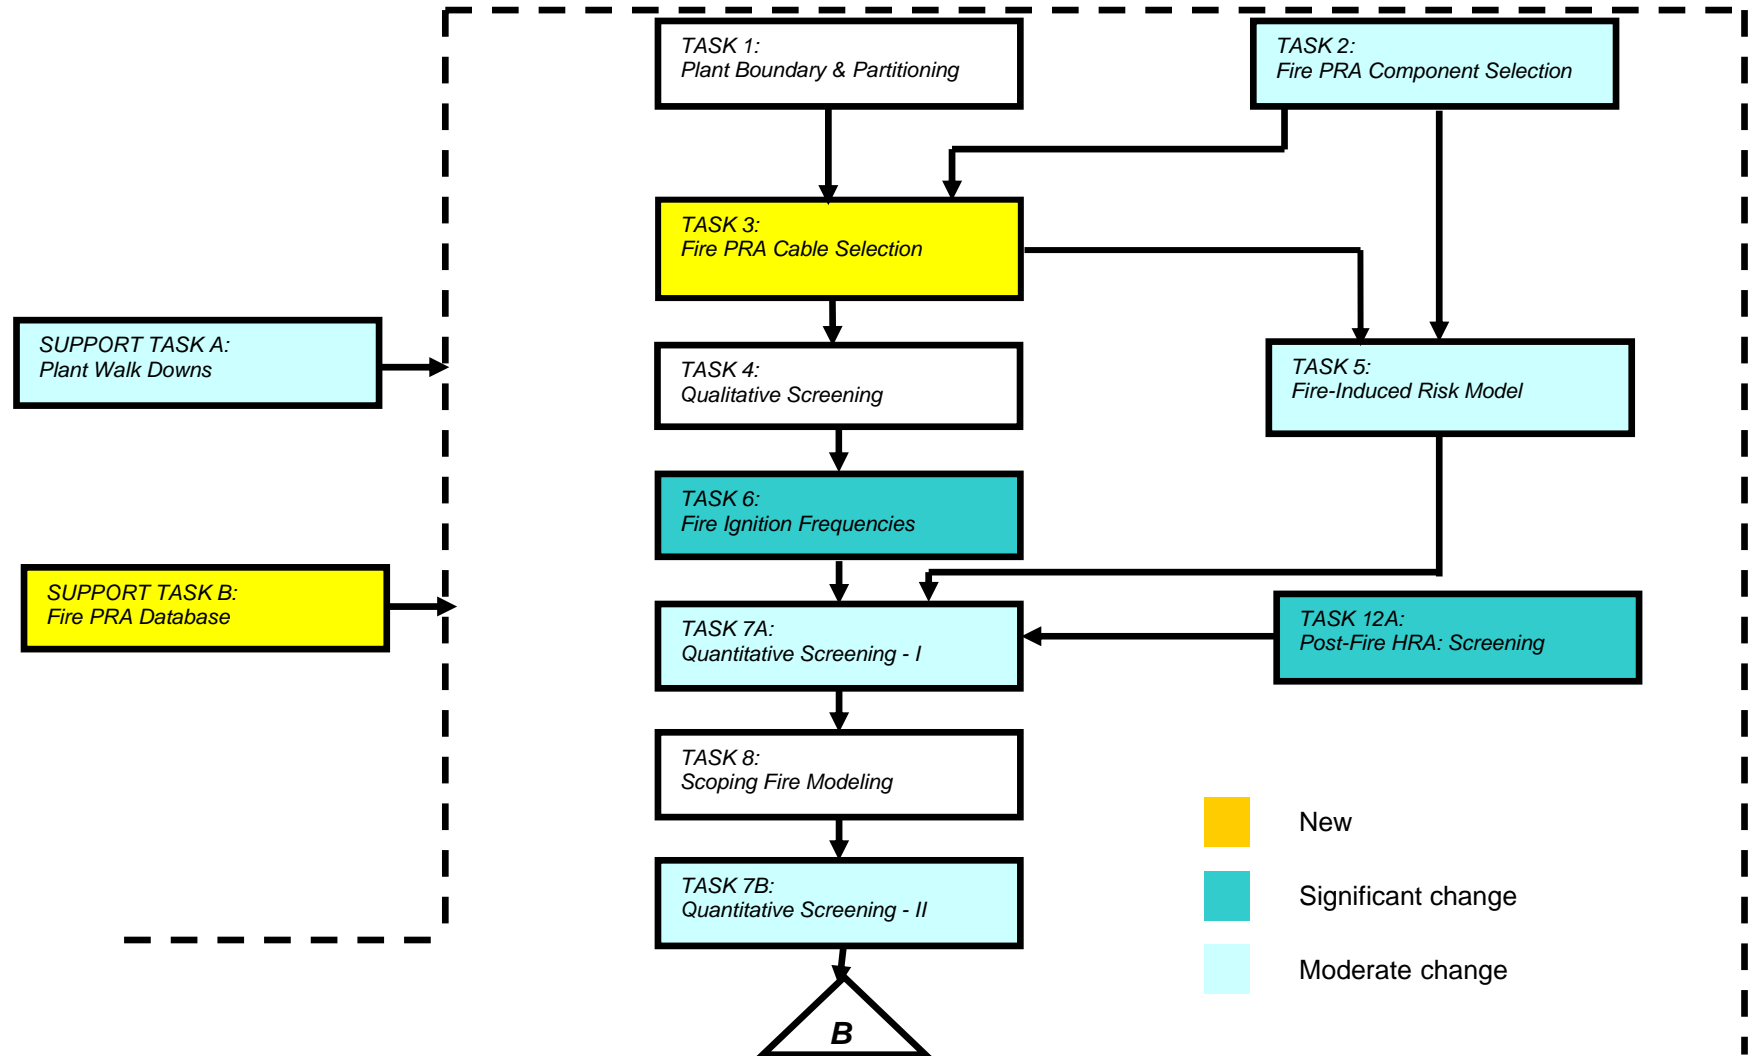 TASK 1:
Plant Boundary & Partitioning
TASK 2:
Fire PRA Component Selection
TASK 3:
Fire PRA Cable Selection
SUPPORT TASK A:
Plant Walk Downs
TASK 4:
Qualitative Screening
TASK 5:
Fire-Induced Risk Model
TASK 6:
Fire Ignition Frequencies
SUPPORT TASK B:
Fire PRA Database
TASK 7A:
Quantitative Screening - I
TASK 12A:
Post-Fire HRA: Screening
TASK 8:
Scoping Fire Modeling
New
TASK 7B:
Quantitative Screening - II
Significant change
Moderate change
B